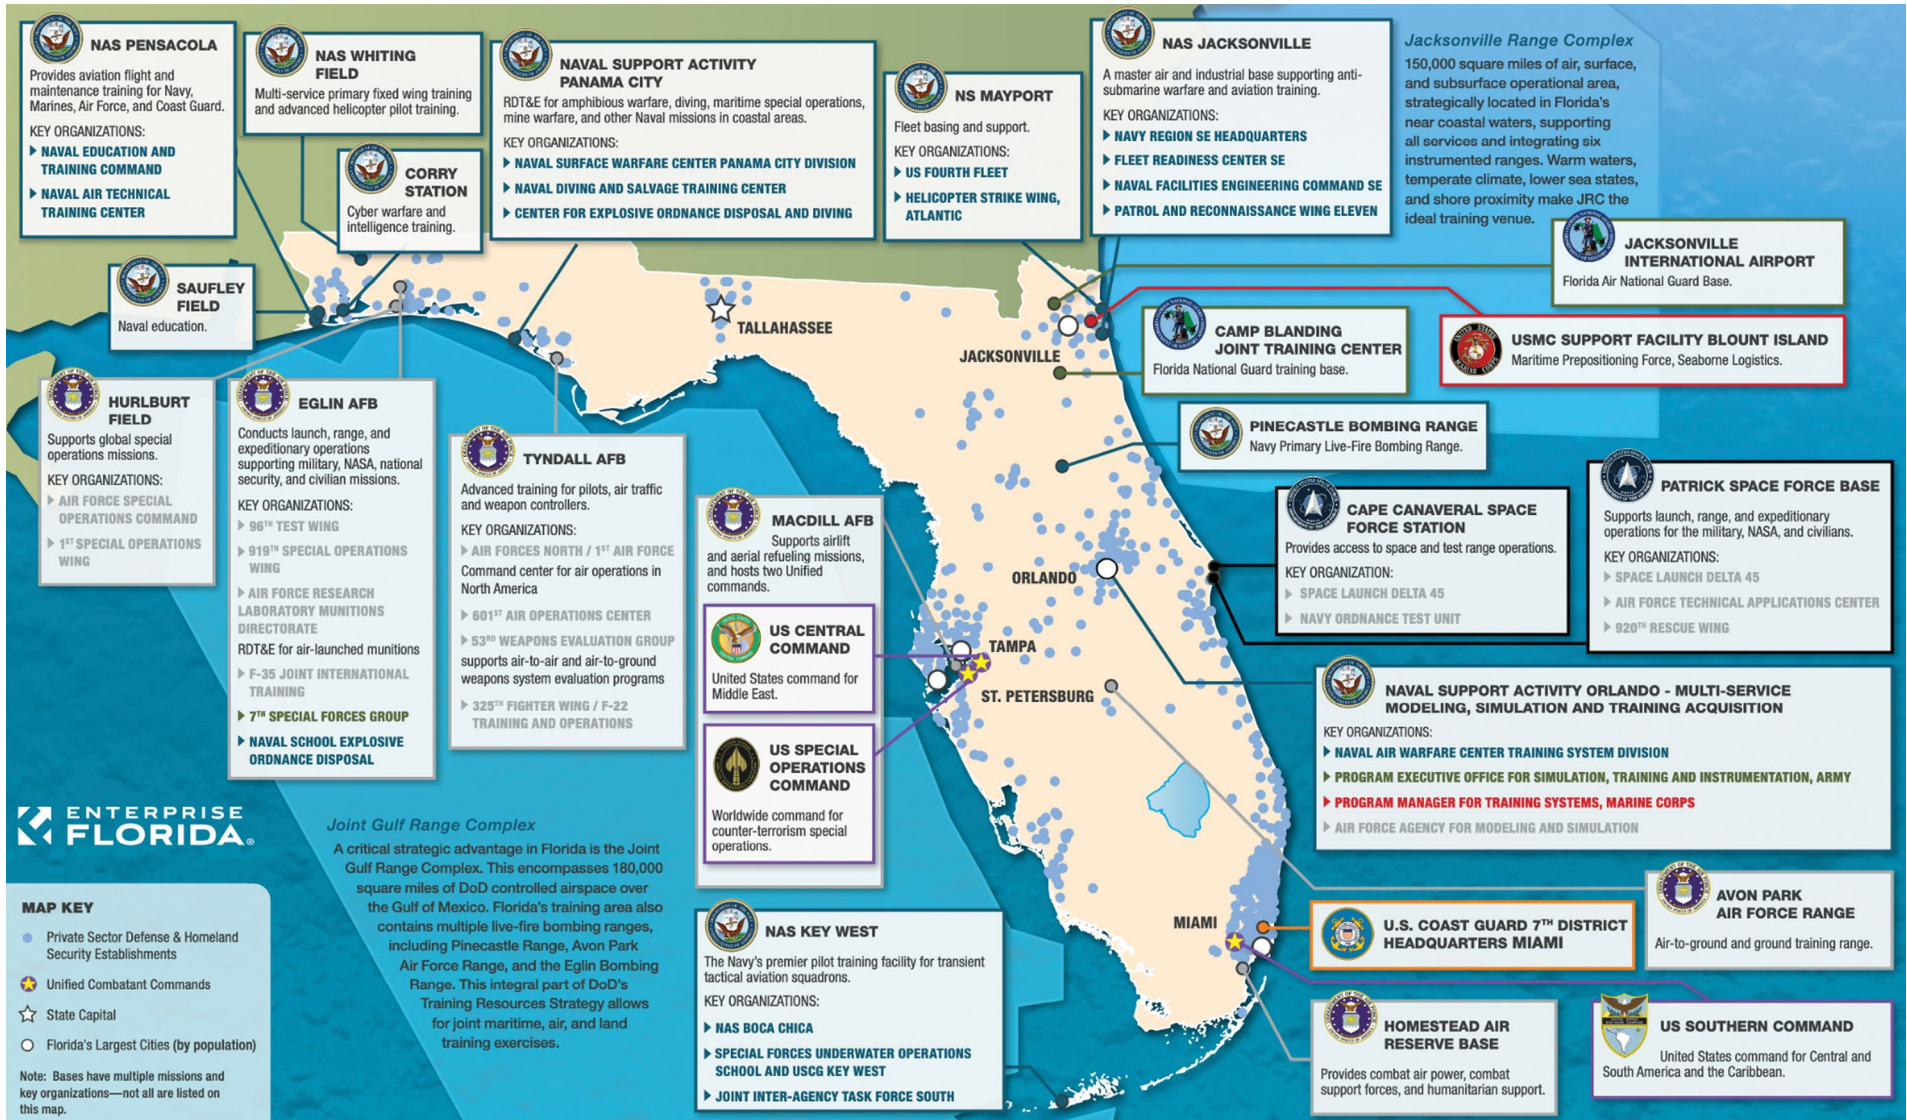 NAS PENSACOLA
Provides aviation flight and
maintenance training for Navy,
Marines, Air Force, and Coast Guard.
KEY ORGANIZATIONS:
NAVAL EDUCATION AND
TRAINING COMMAND
NAVAL AIR TECHNICAL
TRAINING CENTER
NAS WHITING
FIELD
Multi-service primary fixed wing training
and advanced helicopter pilot training.
CORRY
STATION
Cyber warfare and
intelligence training.
NAVAL SUPPORT ACTIVITY
PANAMA CITY
RDT&E for amphibious warfare, diving, maritime special operations,
mine warfare, and other Naval missions in coastal areas.
KEY ORGANIZATIONS:
NAVAL SURFACE WARFARE CENTER PANAMA CITY DIVISION
NAVAL DIVING AND SALVAGE TRAINING CENTER
CENTER FOR EXPLOSIVE ORDNANCE DISPOSAL AND DIVING
NS MAYPORT
Fleet basing and support.
KEY ORGANIZATIONS:
US FOURTH FLEET
HELICOPTER STRIKE WING,
ATLANTIC
NAS JACKSONVILLE
A master air and industrial base supporting anti-
submarine warfare and aviation training.
KEY ORGANIZATIONS:
NAVY REGION SE HEADQUARTERS
FLEET READINESS CENTER SE
NAVAL FACILITIES ENGINEERING COMMAND SE
PATROL AND RECONNAISSANCE WING ELEVEN
Jacksonville Range Complex
150,000 square miles of air, surface,
and subsurface operational area,
strategically located in Florida's
near coastal waters, supporting
all services and integrating six
instrumented ranges. Warm waters,
temperate climate, lower sea states,
and shore proximity make JRC the
ideal training venue.
JACKSONVILLE
INTERNATIONAL AIRPORT
Florida Air National Guard Base.
SAUFLEY
FIELD
Naval education.
TALLAHASSEE
JACKSONVILLE
CAMP BLANDING
JOINT TRAINING CENTER
Florida National Guard training base.
USMC SUPPORT FACILITY BLOUNT ISLAND
Maritime Prepositioning Force, Seaborne Logistics.
HURLBURT
FIELD
Supports global special
operations missions.
KEY ORGANIZATIONS:
AIR FORCE SPECIAL
OPERATIONS COMMAND
1ST SPECIAL OPERATIONS
WING
EGLIN AFB
Conducts launch, range, and
expeditionary operations
supporting military, NASA, national
security, and civilian missions.
KEY ORGANIZATIONS:
96TH TEST WING
919TH SPECIAL OPERATIONS
WING
AIR FORCE RESEARCH
LABORATORY MUNITIONS
DIRECTORATE
RDT&E for air-launched munitions
F-35 JOINT INTERNATIONAL
TRAINING
7TH SPECIAL FORCES GROUP
NAVAL SCHOOL EXPLOSIVE
ORDNANCE DISPOSAL
TYNDALL AFB
Advanced training for pilots, air traffic
and weapon controllers.
KEY ORGANIZATIONS:
AIR FORCES NORTH / 1ST AIR FORCE
Command center for air operations in
North America
601ST AIR OPERATIONS CENTER
53RD WEAPONS EVALUATION GROUP
supports air-to-air and air-to-ground
weapons system evaluation programs
325TH FIGHTER WING / F-22
TRAINING AND OPERATIONS
MACDILL AFB
Supports airlift
and aerial refueling missions,
and hosts two Unified
commands.
US CENTRAL
COMMAND
United States command for
Middle East.
US SPECIAL
OPERATIONS
COMMAND
Worldwide command for
counter-terrorism special
operations.
PINECASTLE BOMBING RANGE
Navy Primary Live-Fire Bombing Range.
CAPE CANAVERAL SPACE
FORCE STATION
Provides access to space and test range operations.
KEY ORGANIZATION:
SPACE LAUNCH DELTA 45
NAVY ORDNANCE TEST UNIT
PATRICK SPACE FORCE BASE
Supports launch, range, and expeditionary
operations for the military, NASA, and civilians.
KEY ORGANIZATIONS:
SPACE LAUNCH DELTA 45
AIR FORCE TECHNICAL APPLICATIONS CENTER
920TH RESCUE WING
ORLANDO
TAMPA
ST. PETERSBURG
NAVAL SUPPORT ACTIVITY ORLANDO - MULTI-SERVICE
MODELING, SIMULATION AND TRAINING ACQUISITION
KEY ORGANIZATIONS:
NAVAL AIR WARFARE CENTER TRAINING SYSTEM DIVISION
PROGRAM EXECUTIVE OFFICE FOR SIMULATION, TRAINING AND INSTRUMENTATION, ARMY
PROGRAM MANAGER FOR TRAINING SYSTEMS, MARINE CORPS
AIR FORCE AGENCY FOR MODELING AND SIMULATION
ENTERPRISE
FLORIDA®
Joint Gulf Range Complex
A critical strategic advantage in Florida is the Joint
Gulf Range Complex. This encompasses 180,000
square miles of DoD controlled airspace over
the Gulf of Mexico. Florida's training area also
contains multiple live-fire bombing ranges,
including Pinecastle Range, Avon Park
Air Force Range, and the Eglin Bombing
Range. This integral part of DoD's
Training Resources Strategy allows
for joint maritime, air, and land
training exercises.
MAP KEY
Private Sector Defense & Homeland
Security Establishments
Unified Combatant Commands
State Capital
Florida's Largest Cities (by population)
Note: Bases have multiple missions and
key organizations—not all are listed on
this map.
NAS KEY WEST
The Navy's premier pilot training facility for transient
tactical aviation squadrons.
KEY ORGANIZATIONS:
NAS BOCA CHICA
SPECIAL FORCES UNDERWATER OPERATIONS
SCHOOL AND USCG KEY WEST
JOINT INTER-AGENCY TASK FORCE SOUTH
MIAMI
U.S. COAST GUARD 7TH DISTRICT
HEADQUARTERS MIAMI
AVON PARK
AIR FORCE RANGE
Air-to-ground and ground training range.
HOMESTEAD AIR
RESERVE BASE
Provides combat air power, combat
support forces, and humanitarian support.
US SOUTHERN COMMAND
United States command for Central and
South America and the Caribbean.